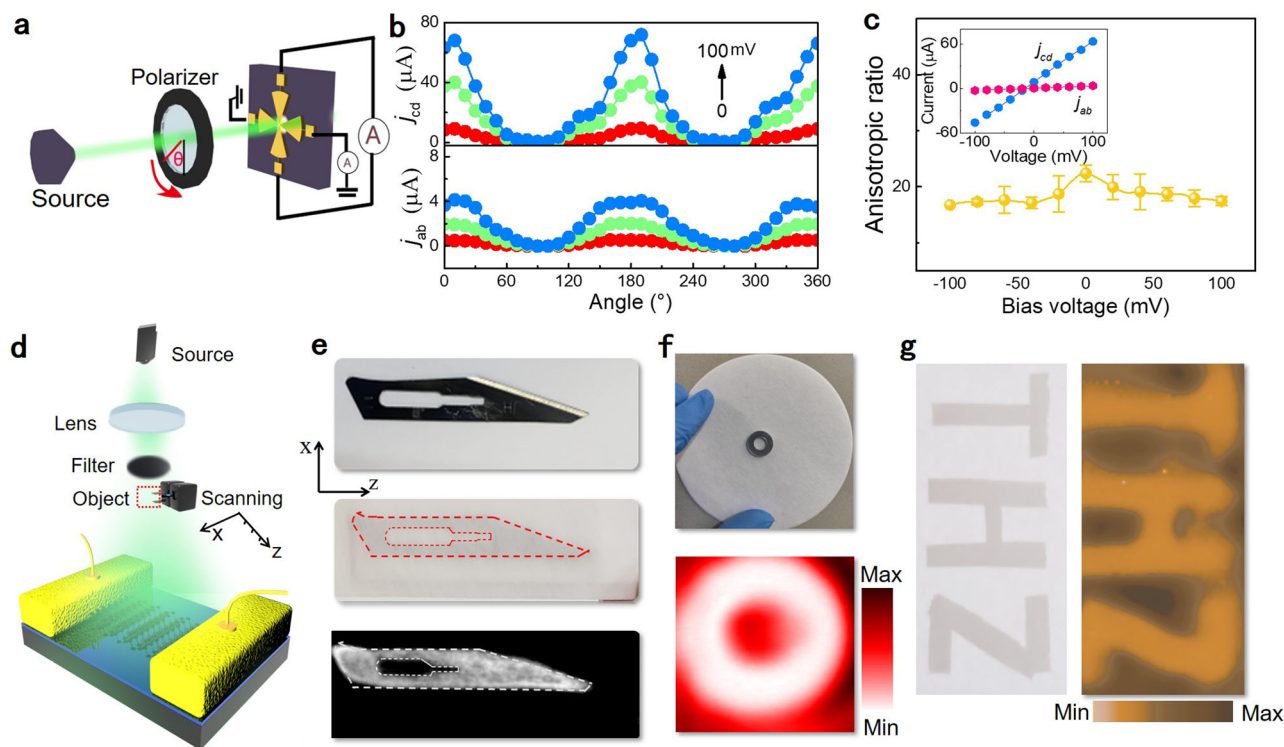 a
Polarizer
θ
Source
A
A
b
80
40
0
j_cd (μA)
100 mV
0
8
4
0
j_ab (μA)
0 60 120 180 240 300 360
Angle (°)
c
Anisotropic ratio
40
20
-100 -50 0 50 100
Bias voltage (mV)
Current (μA)
60
0
-60
j_cd
j_ab
-100 0 100
Voltage (mV)
d
Source
Lens
Filter
Object
Scanning
X
Z
e
X
Z
f
Max
Min
g
THZ
Min Max